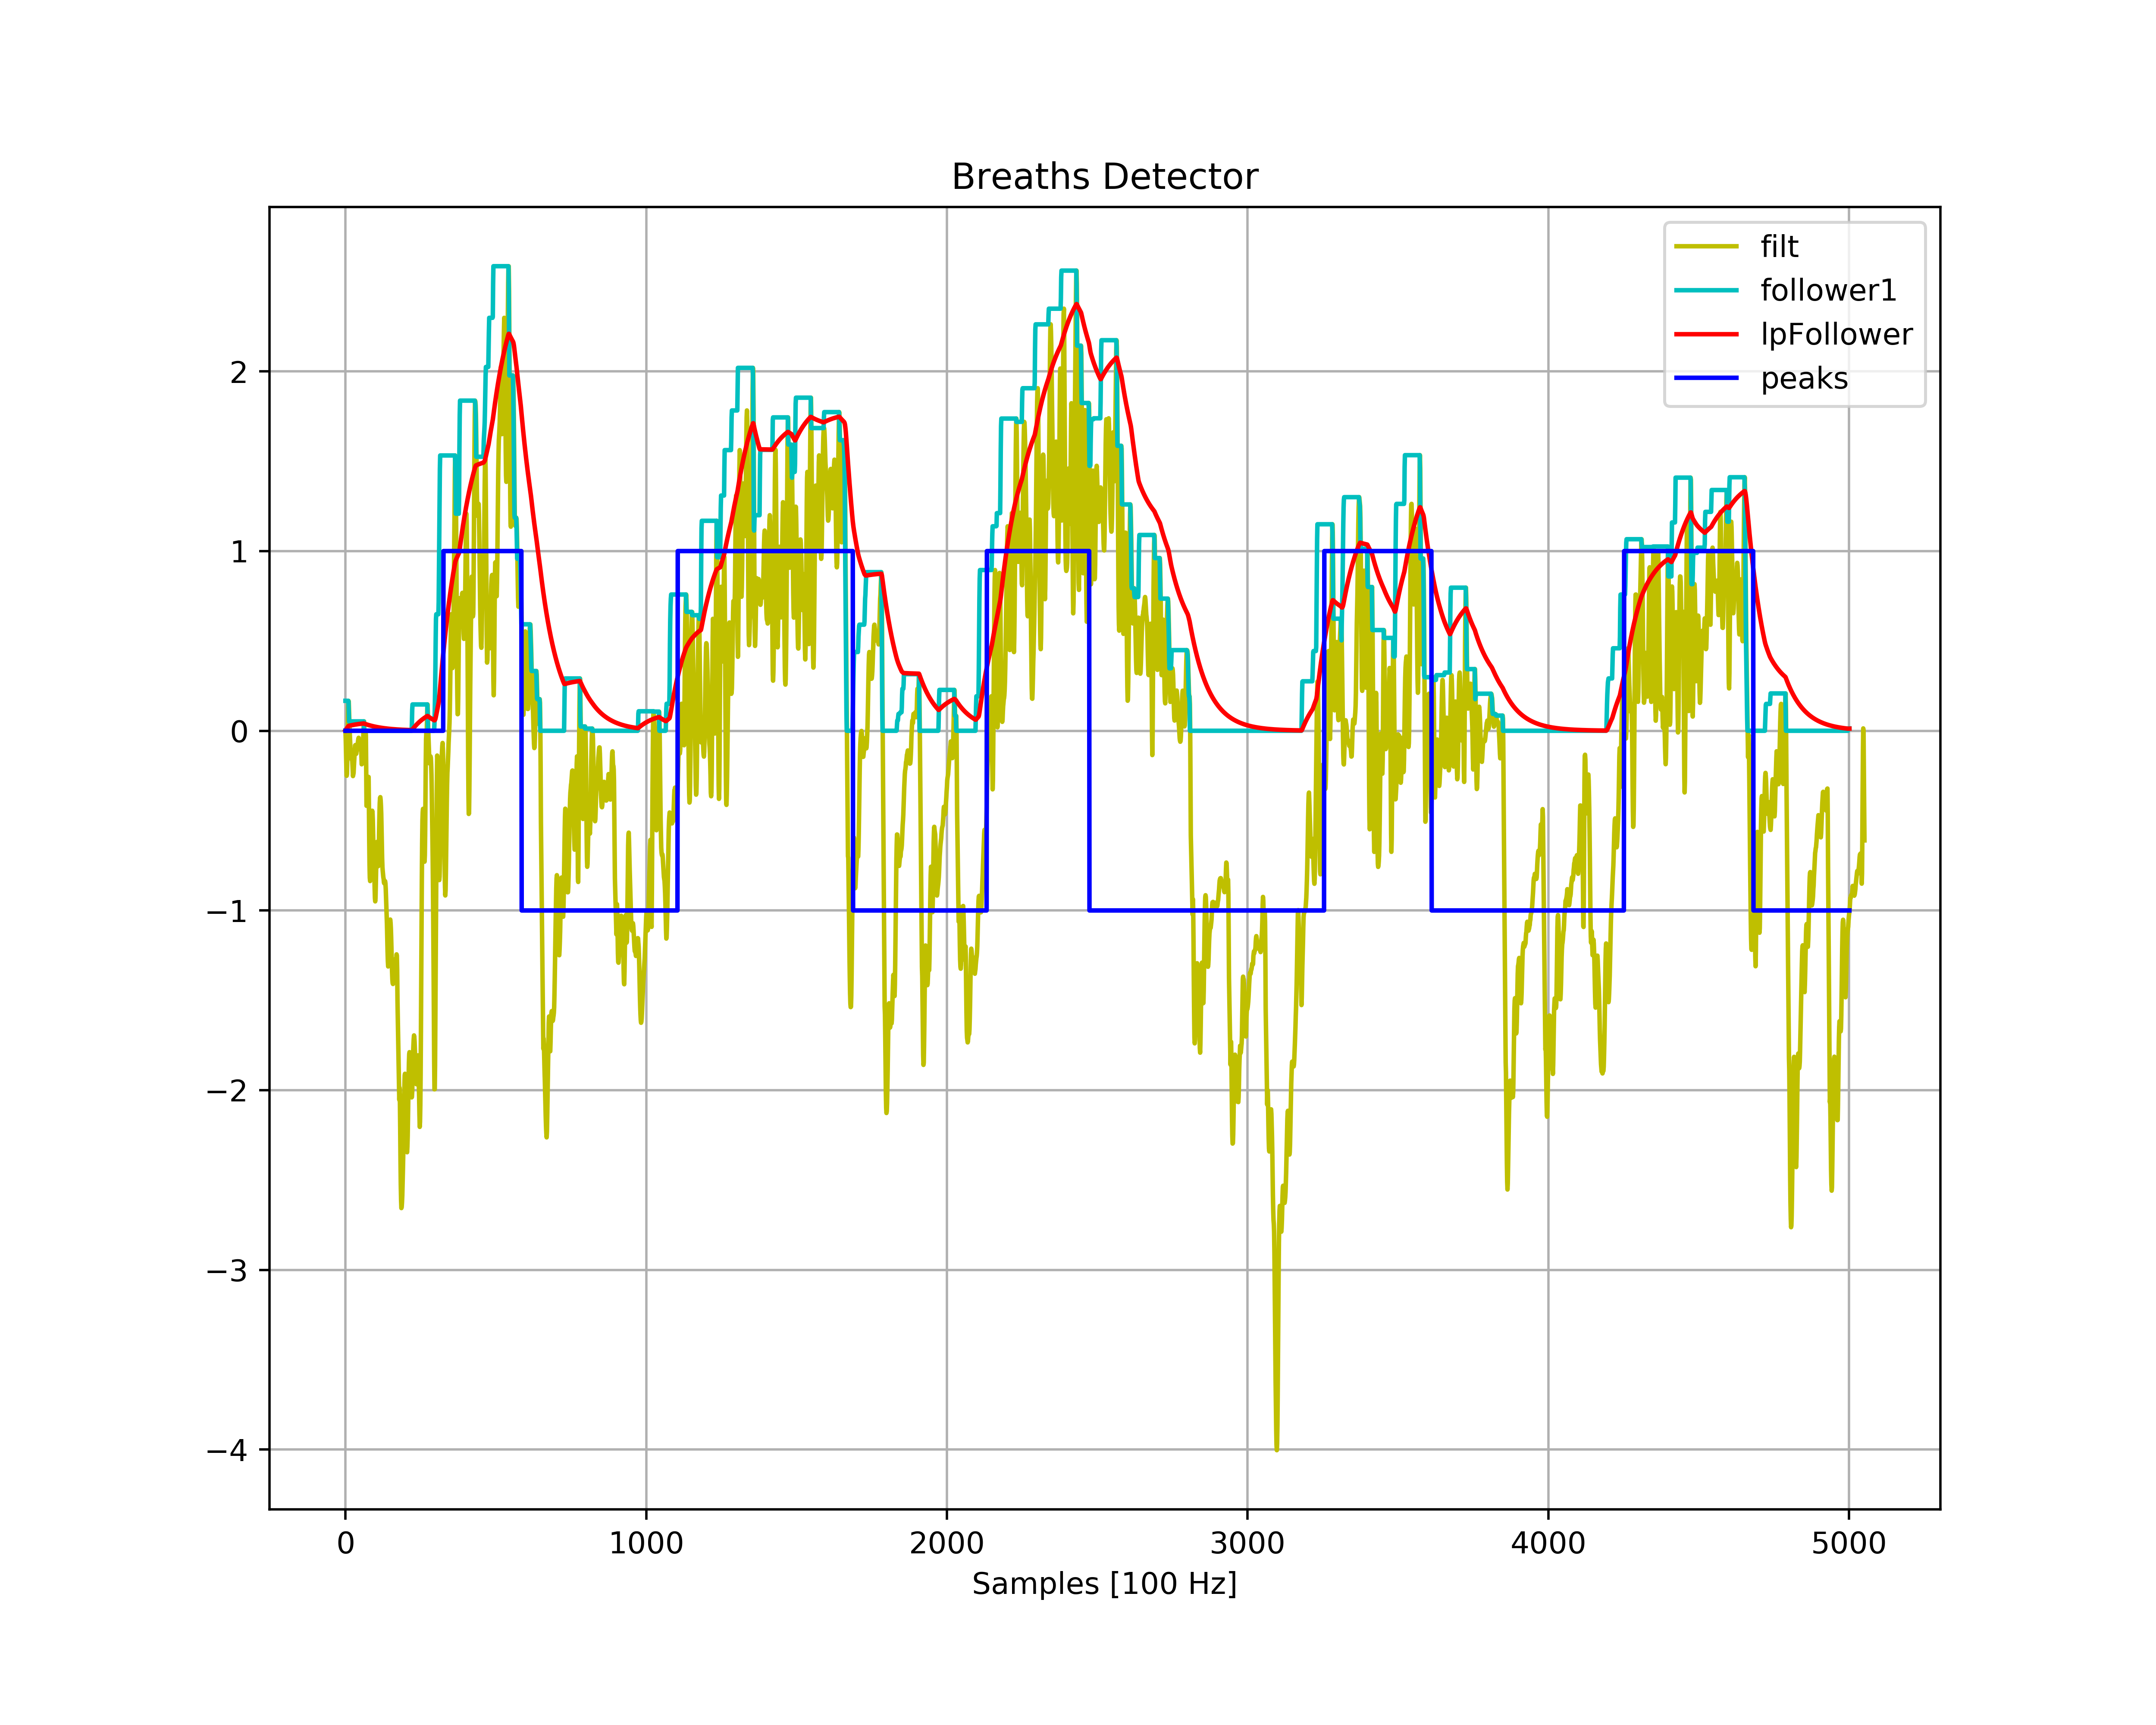 Breaths Detector
filt
follower1
lpFollower
peaks
2
1
0
−1
−2
−3
−4
0 1000 2000 3000 4000 5000
Samples [100 Hz]